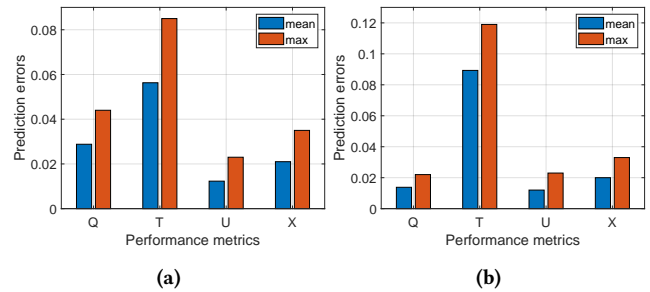 0.08
0.06
0.04
0.02
0
Prediction errors
mean
max
Q T U X
Performance metrics
(a)
0.12
0.1
0.08
0.06
0.04
0.02
0
Prediction errors
mean
max
Q T U X
Performance metrics
(b)